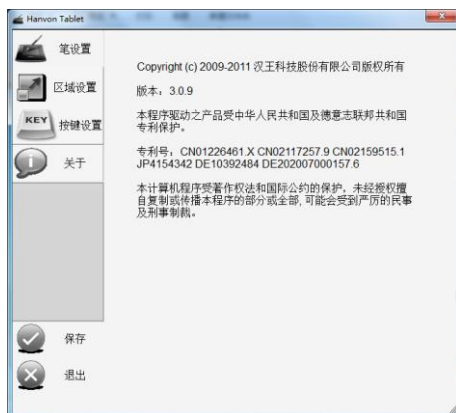 Hanvon Tablet
笔设置
区域设置
KEY
按键设置
关于
保存
退出
Copyright (c) 2009-2011 汉王科技股份有限公司版权所有
版本：3.0.9
本程序驱动之产品受中华人民共和国及德意志联邦共和国
专利保护。
专利号：CN01226461.X CN02117257.9 CN02159515.1
JP4154342 DE10392484 DE202007000157.6
本计算机程序受著作权法和国际公约的保护，未经授权擅
自复制或传播本程序的部分或全部,可能会受到严厉的民事
及刑事制裁。